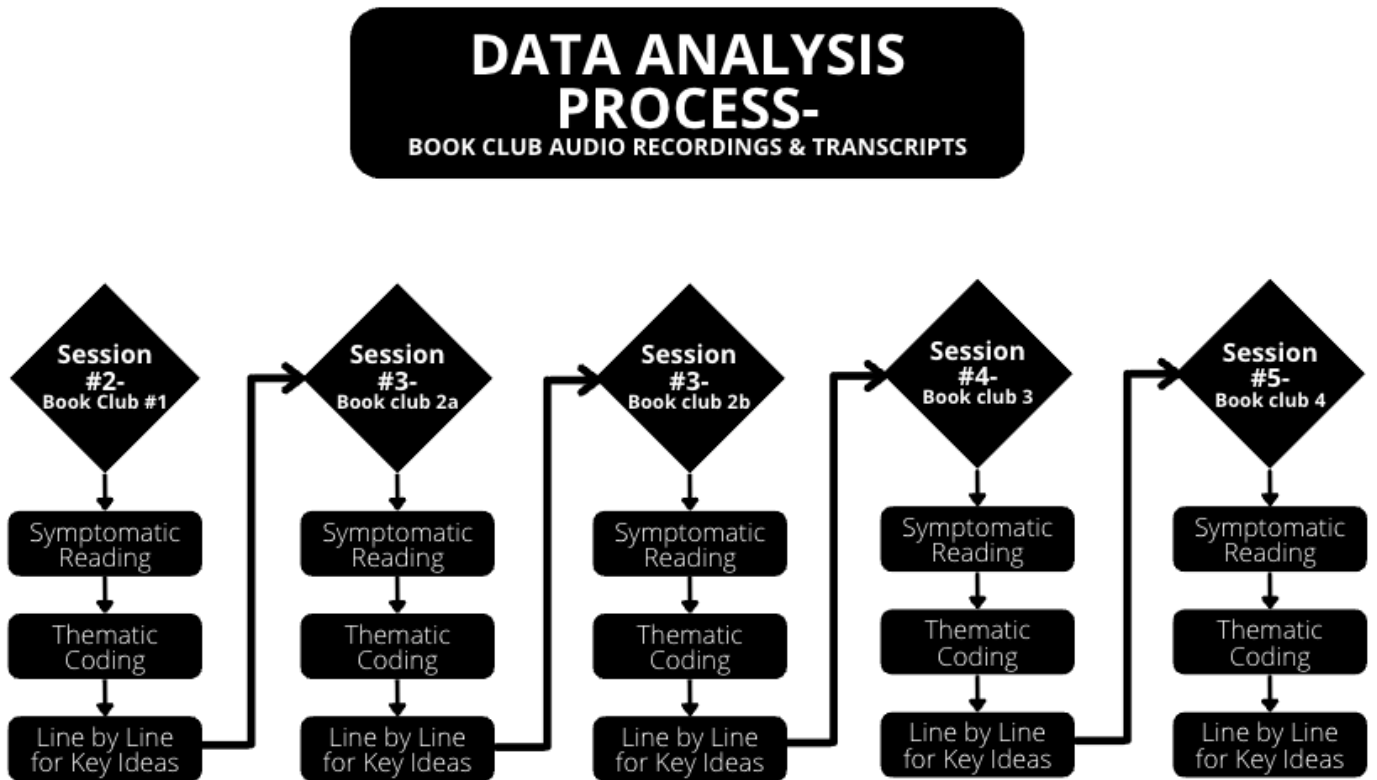 DATA ANALYSIS
PROCESS-
BOOK CLUB AUDIO RECORDINGS & TRANSCRIPTS
Session
#2-
Book Club #1
Symptomatic
Reading
Thematic
Coding
Line by Line
for Key Ideas
Session
#3-
Book club 2a
Symptomatic
Reading
Thematic
Coding
Line by Line
for Key Ideas
Session
#3-
Book club 2b
Symptomatic
Reading
Thematic
Coding
Line by Line
for Key Ideas
Session
#4-
Book club 3
Symptomatic
Reading
Thematic
Coding
Line by Line
for Key Ideas
Session
#5-
Book club 4
Symptomatic
Reading
Thematic
Coding
Line by Line
for Key Ideas